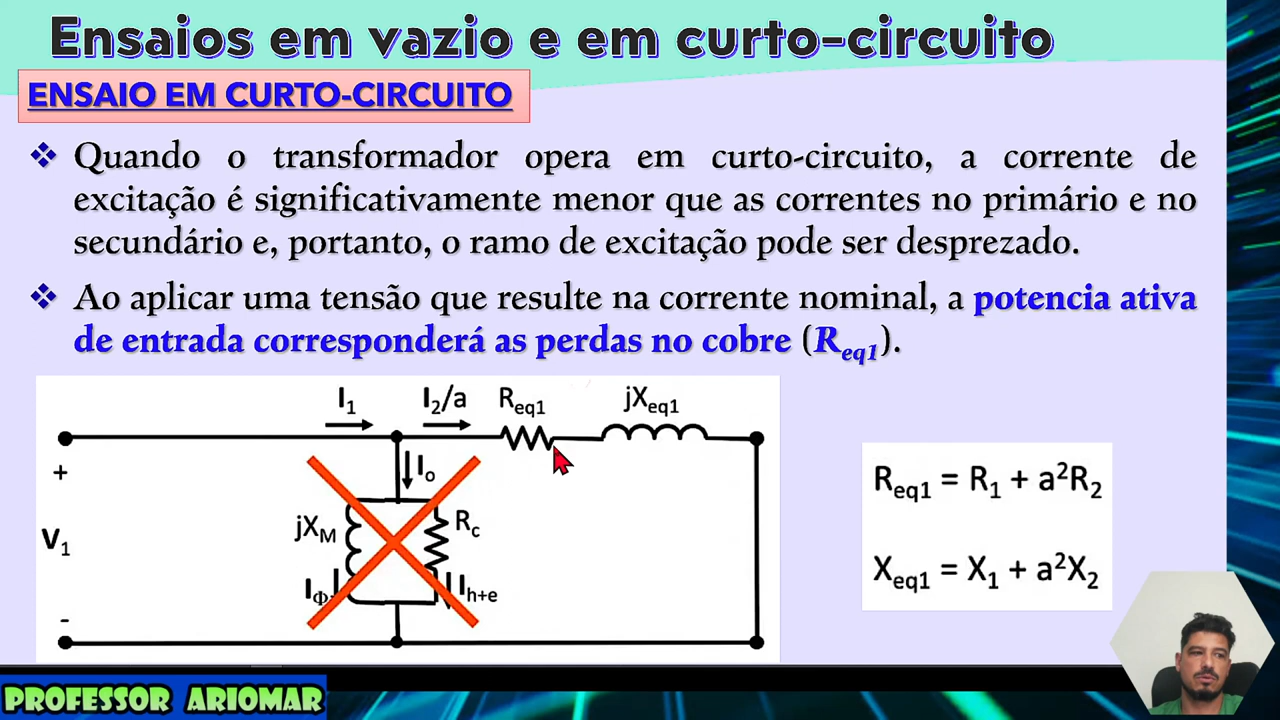 Ensaios em vazio e em curto-circuito
ENSAIO EM CURTO-CIRCUITO
❖ Quando o transformador opera em curto-circuito, a corrente de
excitação é significativamente menor que as correntes no primário e no
secundário e, portanto, o ramo de excitação pode ser desprezado.
❖ Ao aplicar uma tensão que resulte na corrente nominal, a potencia ativa
de entrada corresponderá as perdas no cobre (Req1).
I1
I2/a
Req1
jXeq1
+
Io
V1
jXM
Rc
IΦ
Ih+e
-
Req1 = R1 + a²R2
Xeq1 = X1 + a²X2
PROFESSOR ARIOMAR